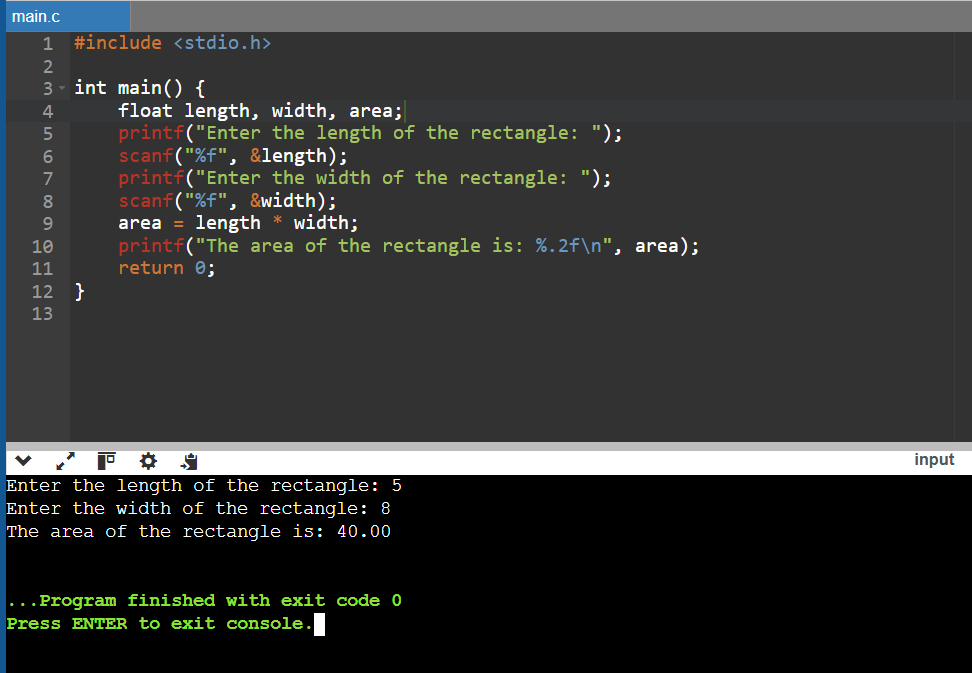 main.c
1 #include <stdio.h>
2
3 int main() {
4     float length, width, area;
5     printf("Enter the length of the rectangle: ");
6     scanf("%f", &length);
7     printf("Enter the width of the rectangle: ");
8     scanf("%f", &width);
9     area = length * width;
10     printf("The area of the rectangle is: %.2f\n", area);
11     return 0;
12 }
13
input
Enter the length of the rectangle: 5
Enter the width of the rectangle: 8
The area of the rectangle is: 40.00
...Program finished with exit code 0
Press ENTER to exit console.